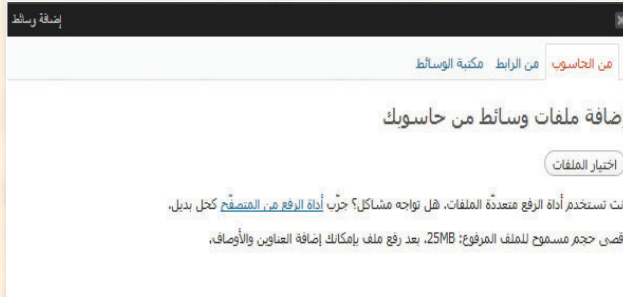 إضافة وسائط
من الحاسوب من الرابط مكتبة الوسائط
ضافة ملفات وسائط من حاسوبك
اختيار الملفات
نت تستخدم أداة الرفع متعددّة الملفات، هل تواجه مشاكل؟ جرّب أداة الرفع من المتصفّح كحل بديل.
قصى حجم مسموح للملف المرفوع: 25MB. بعد رفع ملف بإمكانك إضافة العناوين والأوصاف.